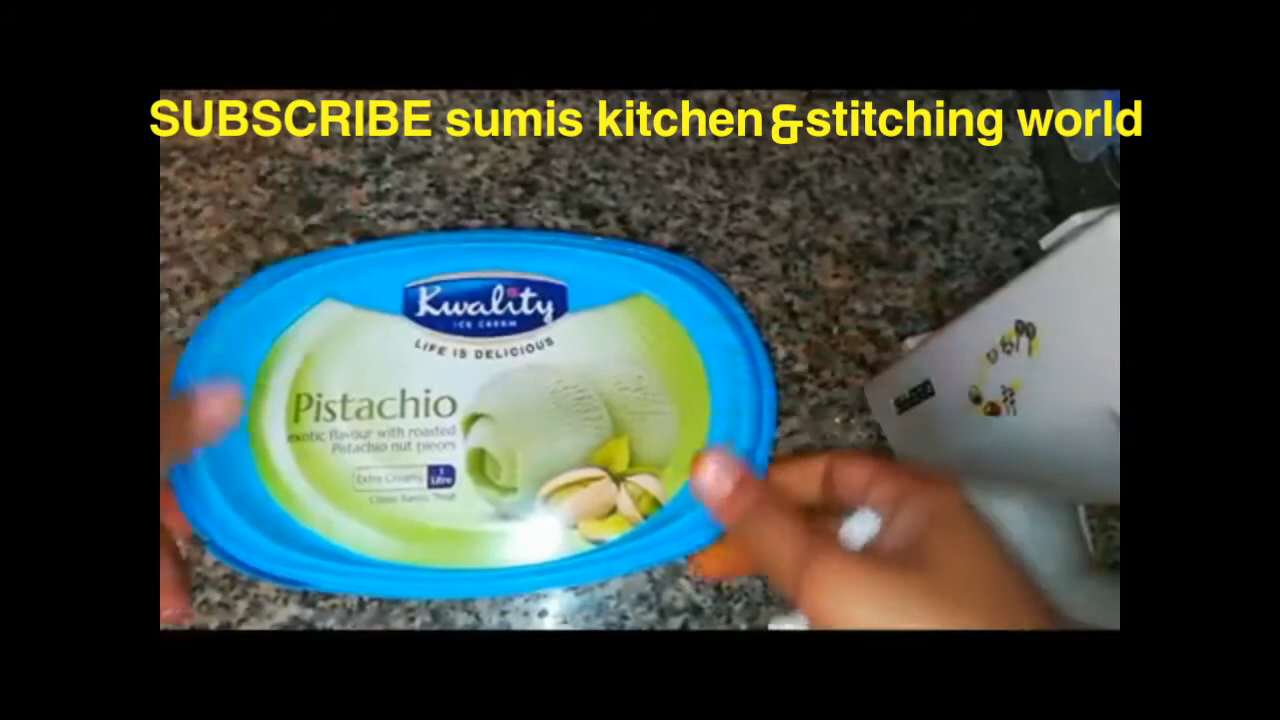 SUBSCRIBE sumis kitchen &stitching world
Kwality
ICE CREAM
LIFE IS DELICIOUS
Pistachio
exotic flavour with roasted
Pistachio nut pieces
Extra Creamy 1 Litre